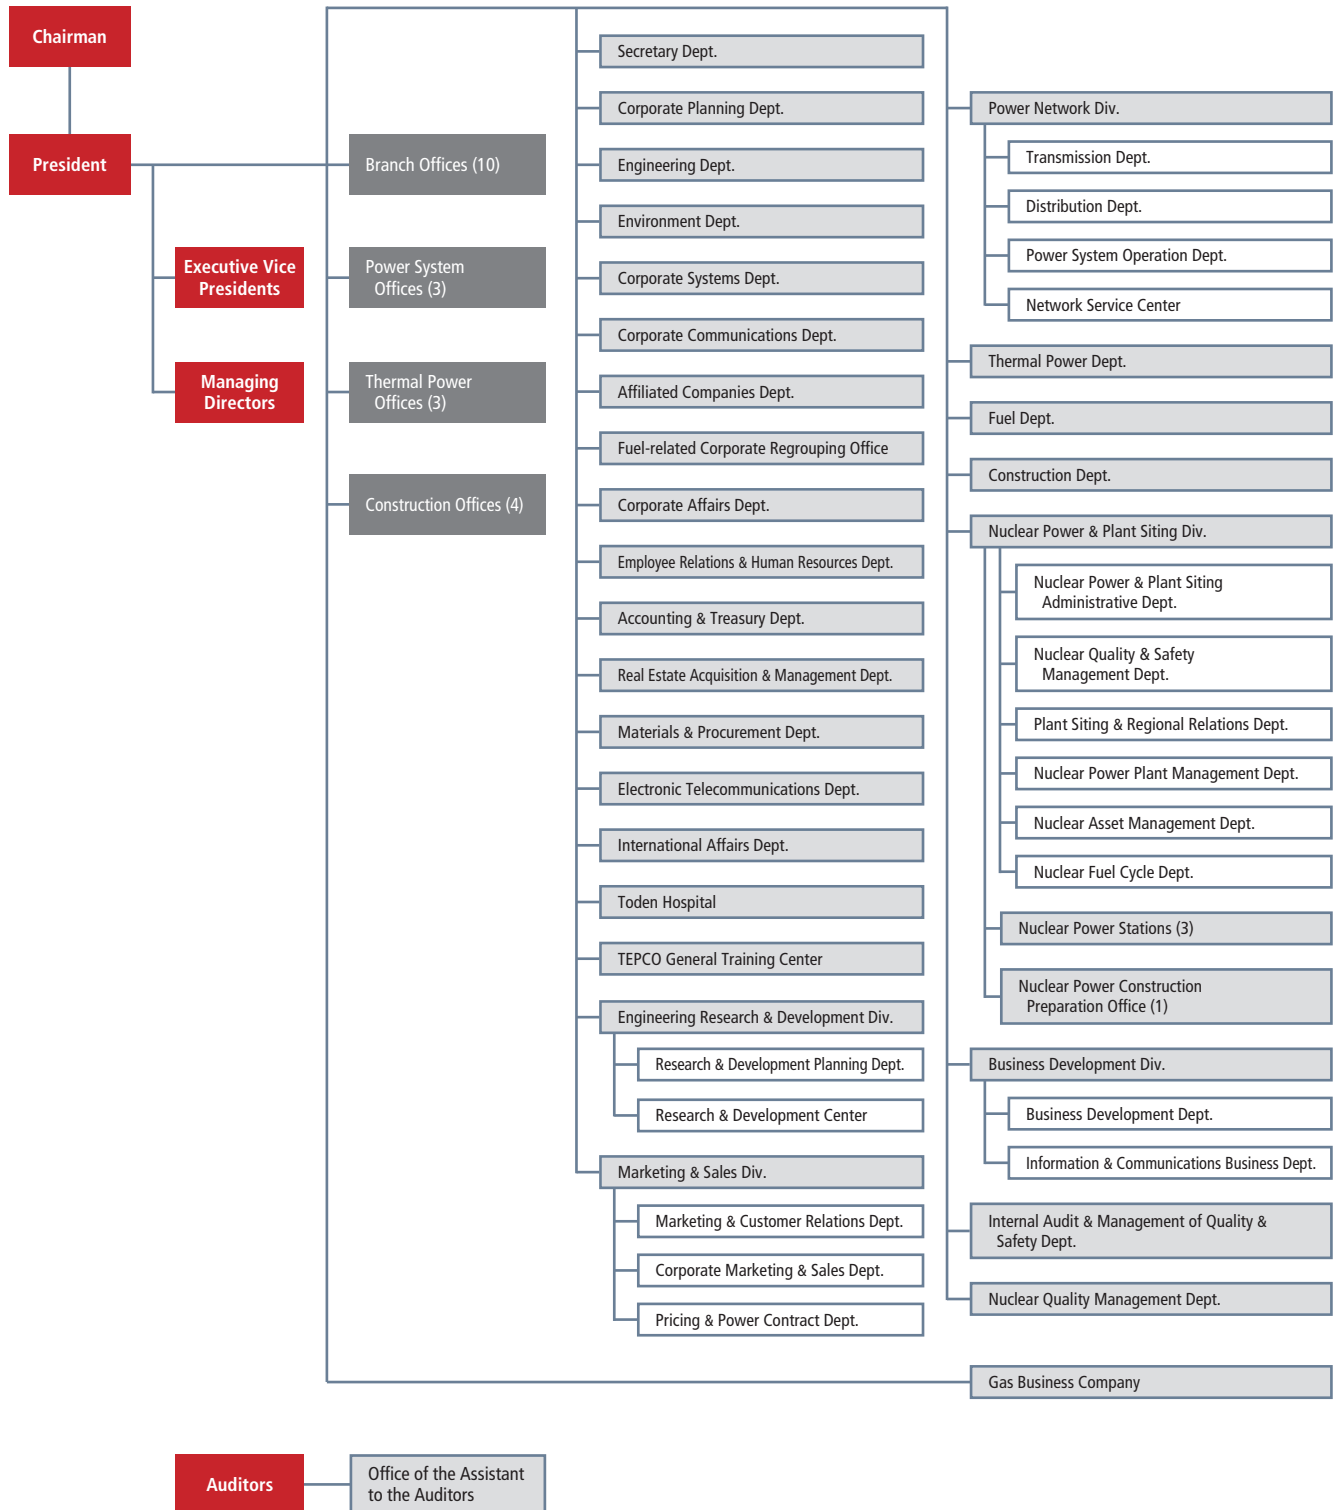 Chairman
President
Executive Vice
Presidents
Managing
Directors
Branch Offices (10)
Power System
Offices (3)
Thermal Power
Offices (3)
Construction Offices (4)
Secretary Dept.
Corporate Planning Dept.
Engineering Dept.
Environment Dept.
Corporate Systems Dept.
Corporate Communications Dept.
Affiliated Companies Dept.
Fuel-related Corporate Regrouping Office
Corporate Affairs Dept.
Employee Relations & Human Resources Dept.
Accounting & Treasury Dept.
Real Estate Acquisition & Management Dept.
Materials & Procurement Dept.
Electronic Telecommunications Dept.
International Affairs Dept.
Toden Hospital
TEPCO General Training Center
Engineering Research & Development Div.
Research & Development Planning Dept.
Research & Development Center
Marketing & Sales Div.
Marketing & Customer Relations Dept.
Corporate Marketing & Sales Dept.
Pricing & Power Contract Dept.
Power Network Div.
Transmission Dept.
Distribution Dept.
Power System Operation Dept.
Network Service Center
Thermal Power Dept.
Fuel Dept.
Construction Dept.
Nuclear Power & Plant Siting Div.
Nuclear Power & Plant Siting
Administrative Dept.
Nuclear Quality & Safety
Management Dept.
Plant Siting & Regional Relations Dept.
Nuclear Power Plant Management Dept.
Nuclear Asset Management Dept.
Nuclear Fuel Cycle Dept.
Nuclear Power Stations (3)
Nuclear Power Construction
Preparation Office (1)
Business Development Div.
Business Development Dept.
Information & Communications Business Dept.
Internal Audit & Management of Quality &
Safety Dept.
Nuclear Quality Management Dept.
Gas Business Company
Auditors
Office of the Assistant
to the Auditors